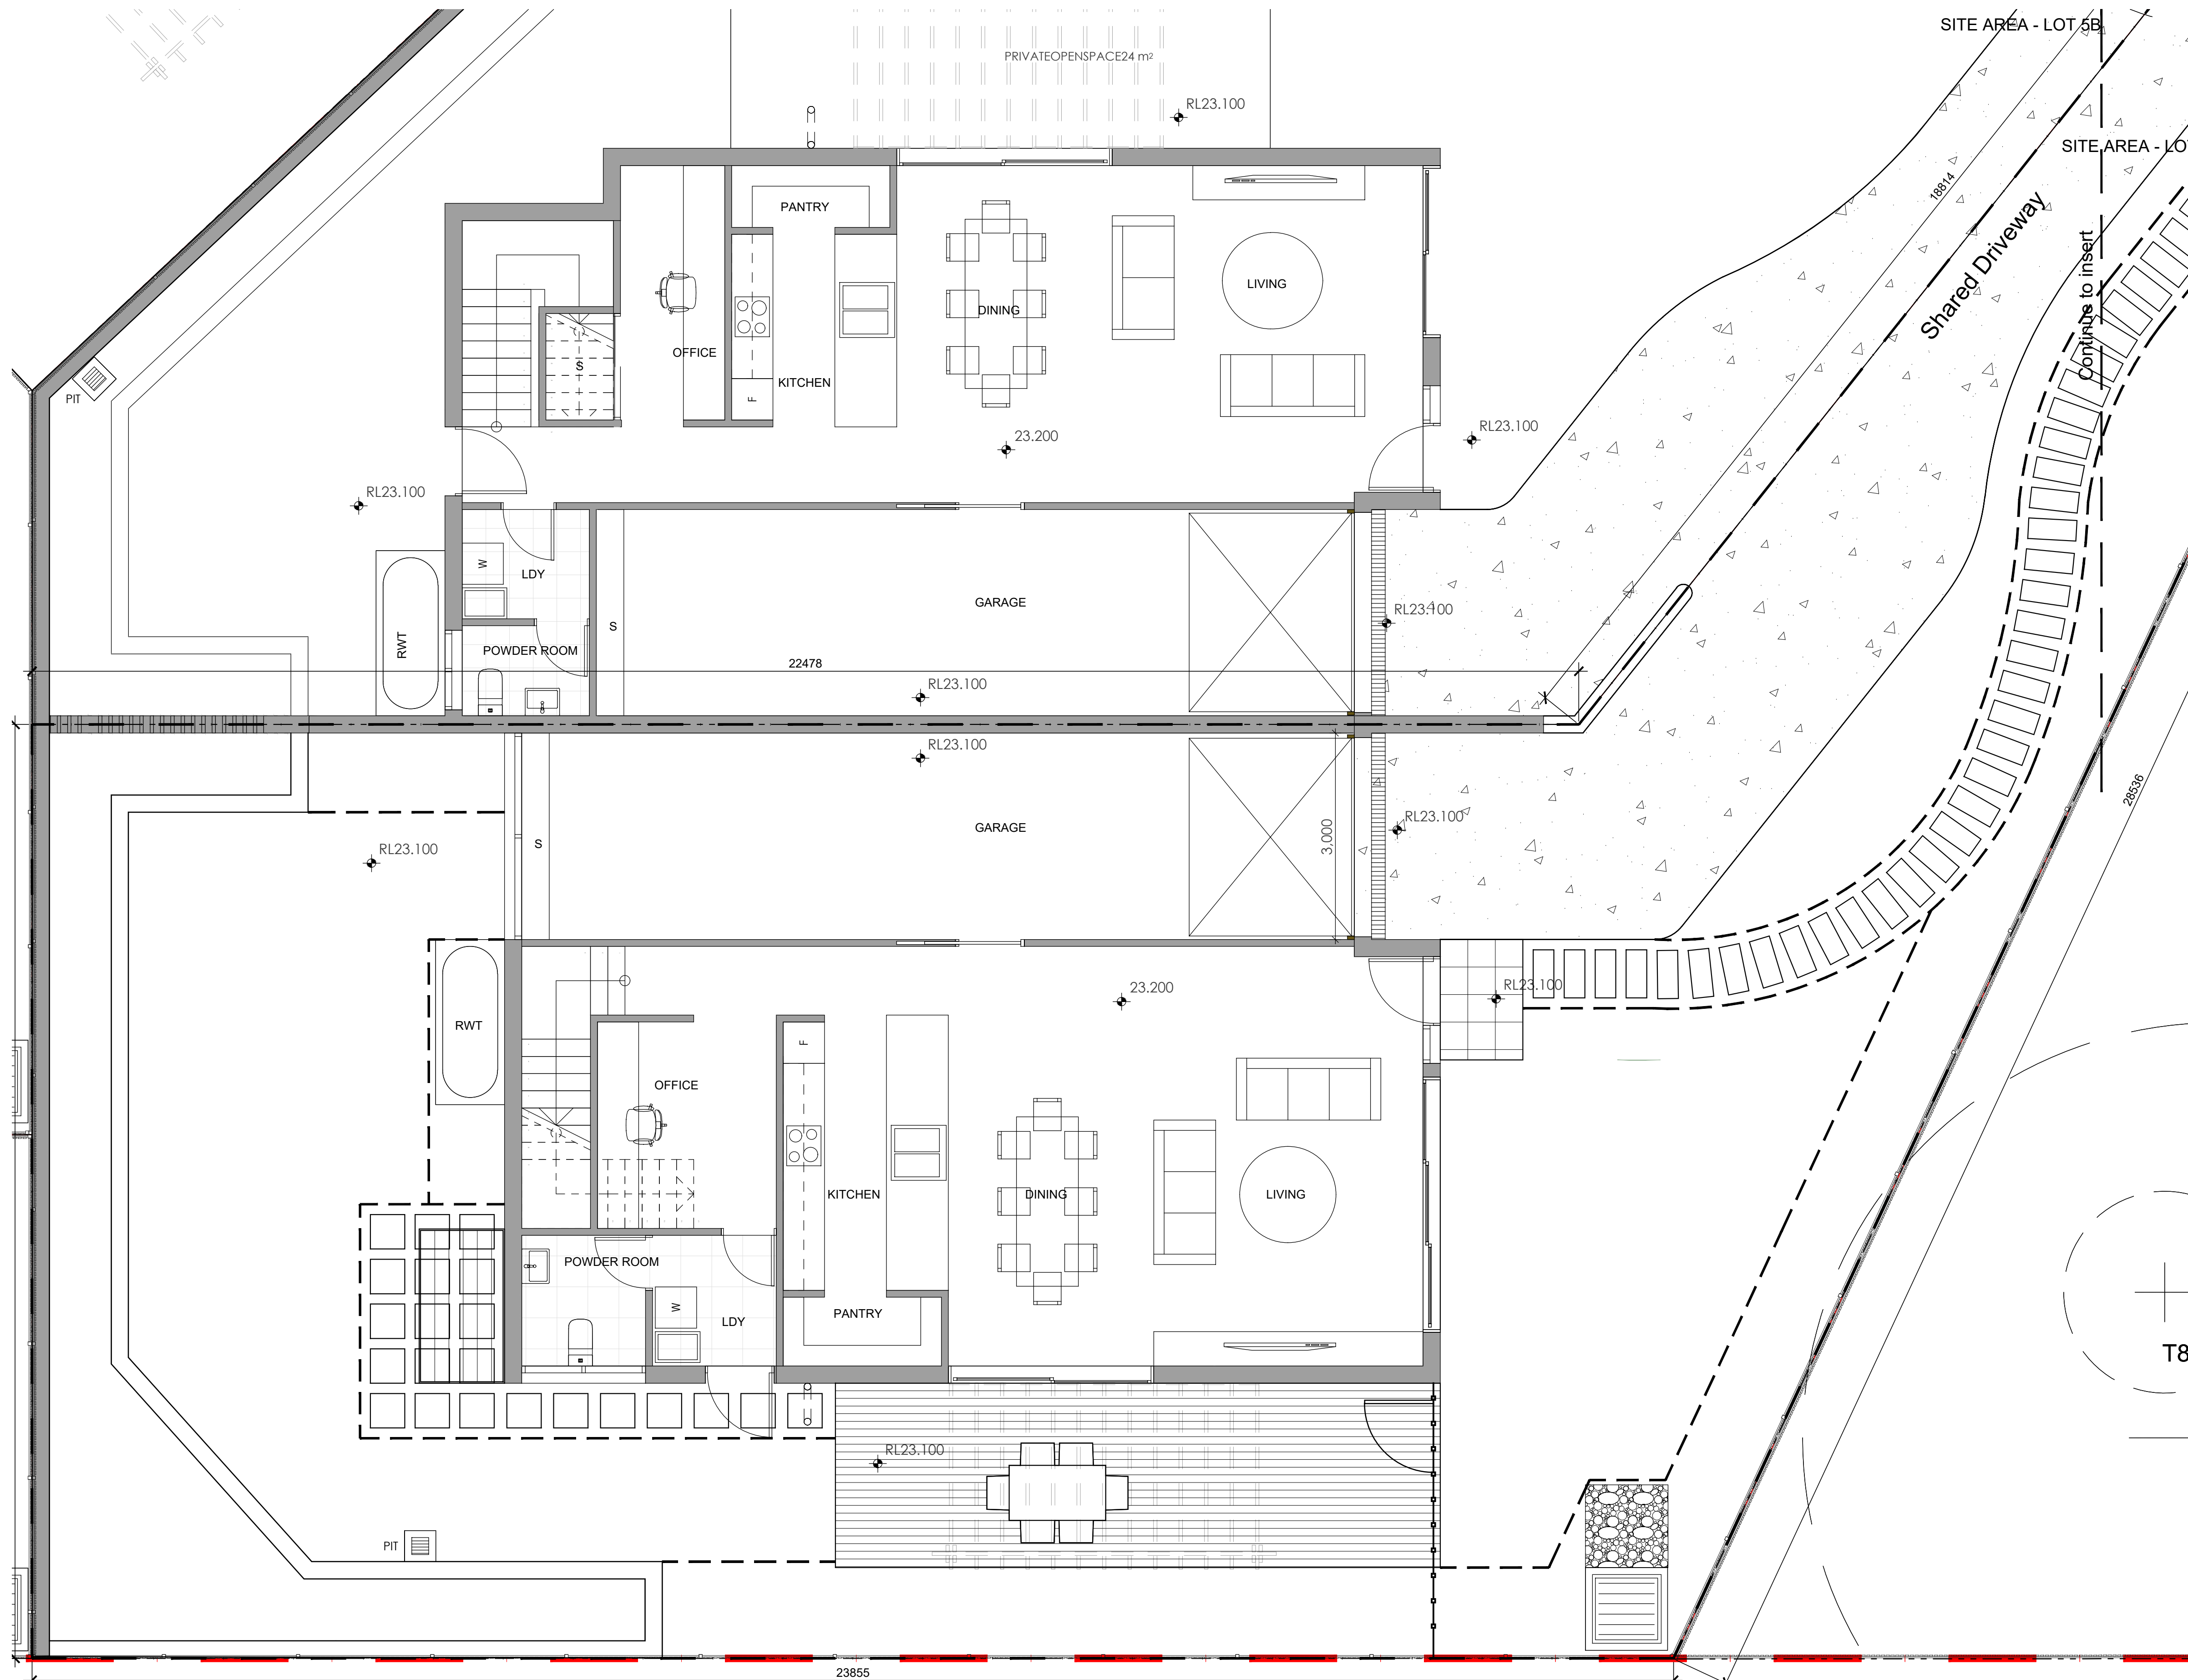 SITE AREA - LOT 5B
PRIVATEOPENSPACE24 m²
RL23.100
SITE AREA - LO
18814
Shared Driveway
Continue to insert
PANTRY
LIVING
DINING
OFFICE
S
KITCHEN
F
PIT
23.200
RL23.100
RL23.100
W
LDY
GARAGE
RL23.100
S
RWT
POWDER ROOM
22478
RL23.100
RL23.100
28536
RL23.100
GARAGE
3,000
S
RL23.100
23.200
RL23.100
RWT
F
OFFICE
KITCHEN
DINING
LIVING
POWDER ROOM
W
LDY
PANTRY
T8
RL23.100
PIT
23855